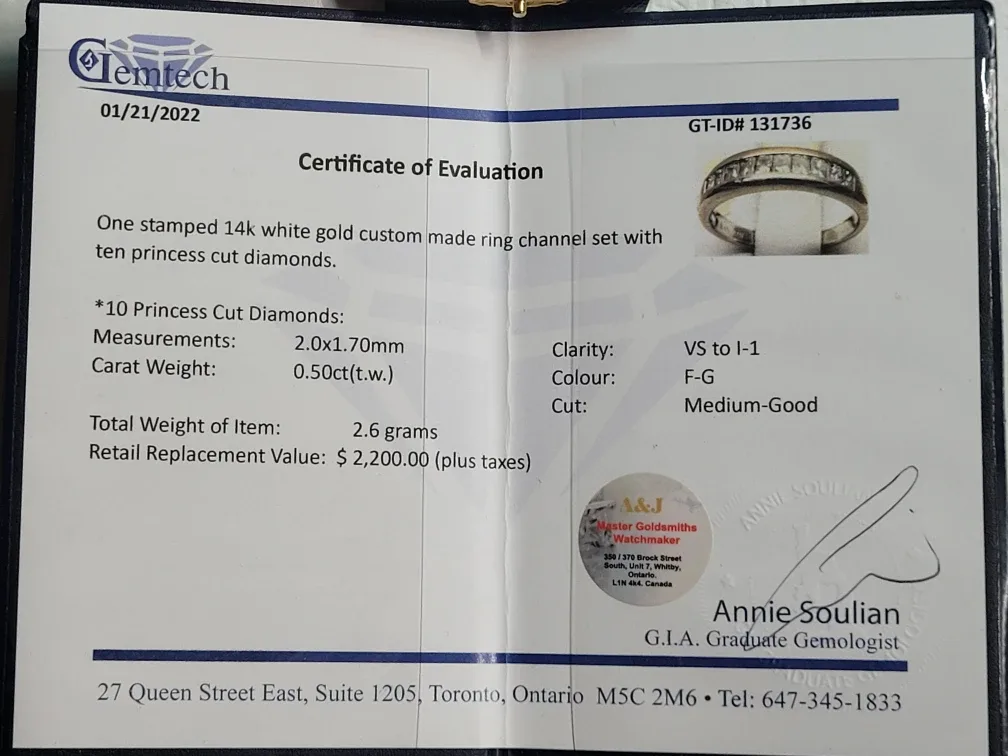 Gemtech
01/21/2022
GT-ID# 131736
Certificate of Evaluation
One stamped 14k white gold custom made ring channel set with
ten princess cut diamonds.
*10 Princess Cut Diamonds:
Measurements: 2.0x1.70mm
Carat Weight: 0.50ct(t.w.)
Clarity: VS to I-1
Colour: F-G
Cut: Medium-Good
Total Weight of Item: 2.6 grams
Retail Replacement Value: $ 2,200.00 (plus taxes)
A&J
Master Goldsmiths
Watchmaker
350 / 370 Brock Street
South, Unit 7, Whitby,
Ontario.
L1N 4k4. Canada
ANNIE SOULIAN
Annie Soulian
G.I.A. Graduate Gemologist
27 Queen Street East, Suite 1205, Toronto, Ontario M5C 2M6 • Tel: 647-345-1833